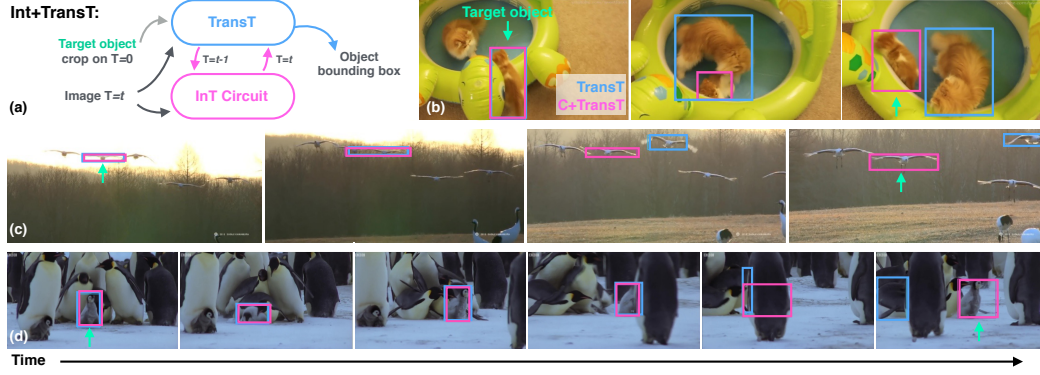 Int+TransT:
TransT
Target object
crop on T=0
T=t-1
T=t
Object
bounding box
Image T=t
InT Circuit
(a)
Target object
TransT
C+TransT
(b)
(c)
(d)
Time